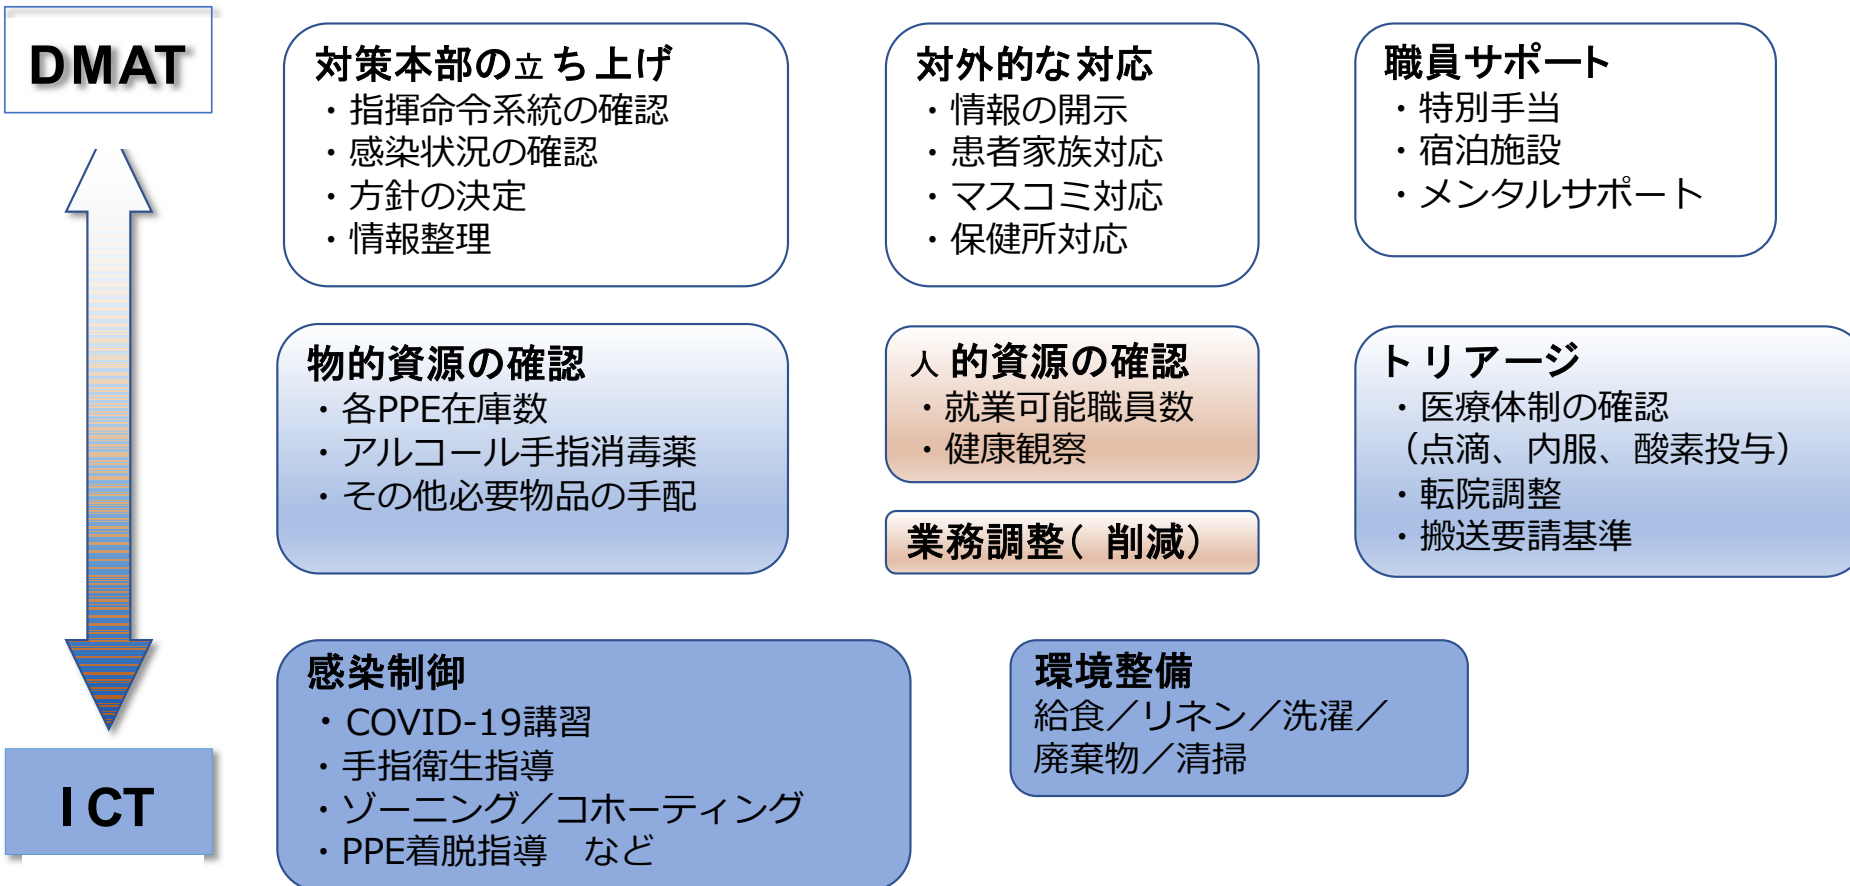 DMAT
対策本部の立ち上げ
・指揮命令系統の確認
・感染状況の確認
・方針の決定
・情報整理
対外的な対応
・情報の開示
・患者家族対応
・マスコミ対応
・保健所対応
職員サポート
・特別手当
・宿泊施設
・メンタルサポート
物的資源の確認
・各PPE在庫数
・アルコール手指消毒薬
・その他必要物品の手配
人的資源の確認
・就業可能職員数
・健康観察
業務調整(削減)
トリアージ
・医療体制の確認
（点滴、内服、酸素投与）
・転院調整
・搬送要請基準
感染制御
・COVID-19講習
・手指衛生指導
・ゾーニング／コホーティング
・PPE着脱指導　など
環境整備
給食／リネン／洗濯／
廃棄物／清掃
ICT